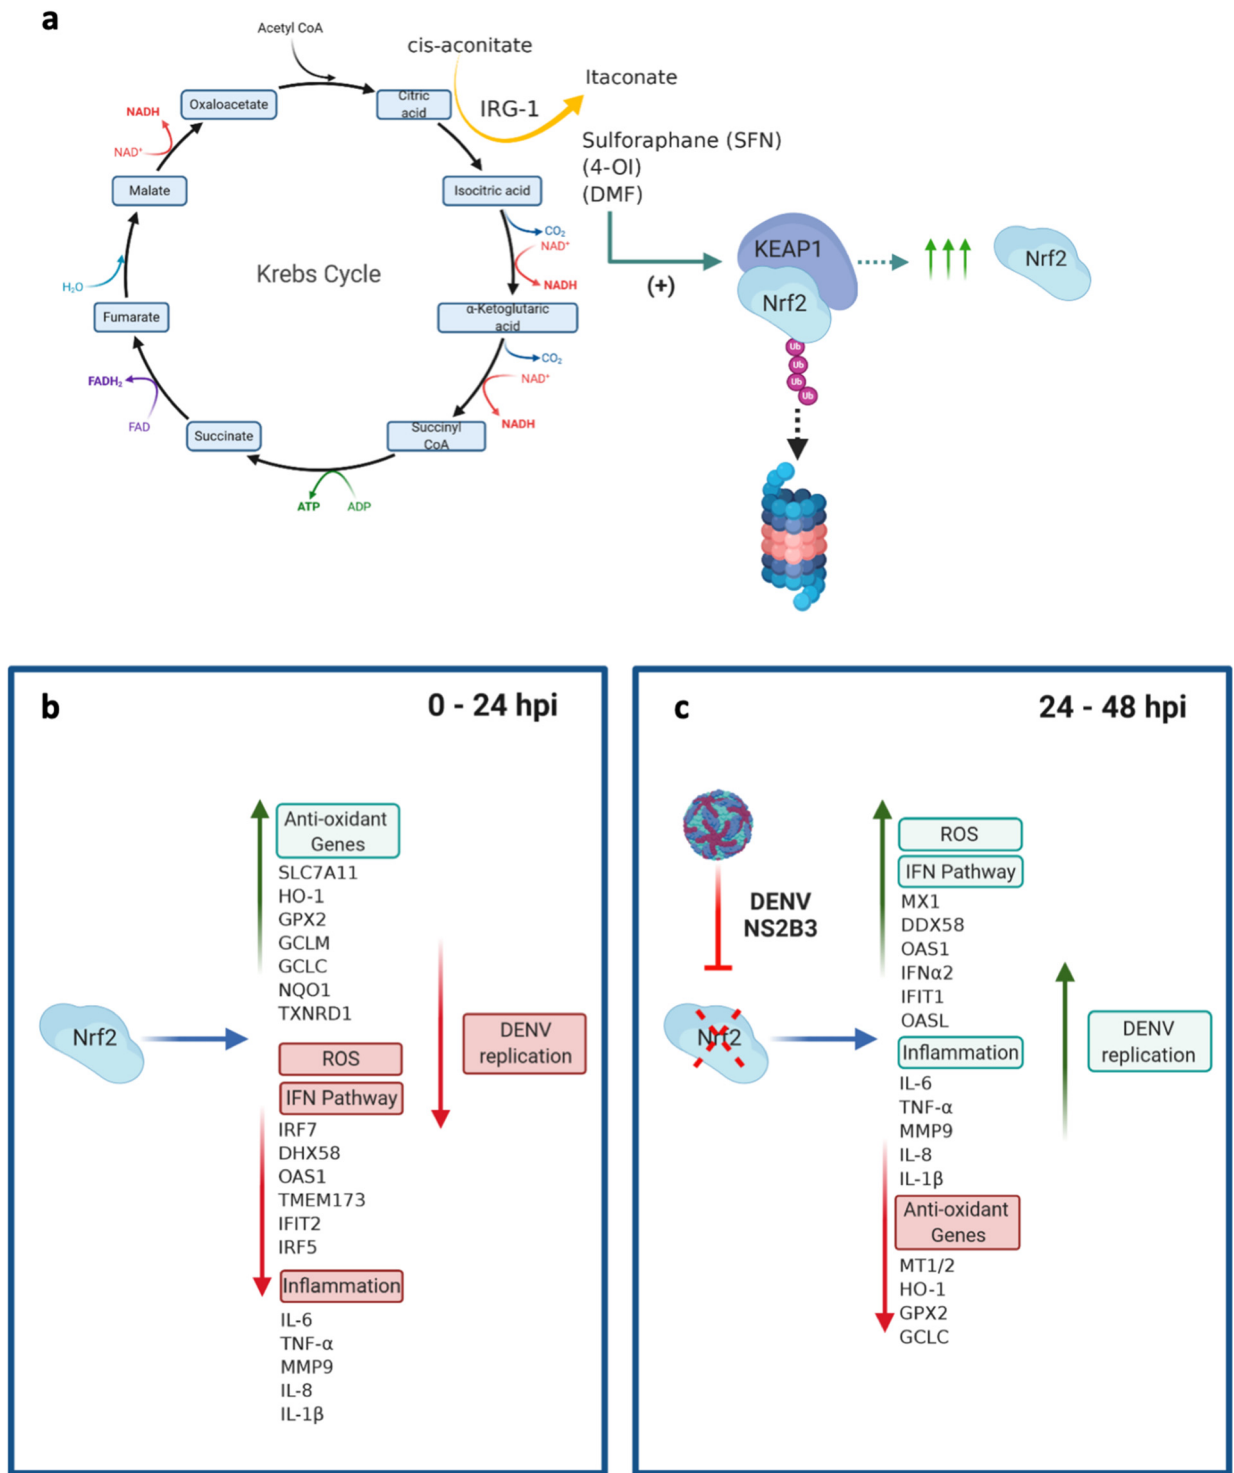 a
Acetyl CoA
cis-aconitate
Itaconate
IRG-1
Oxaloacetate
Citric
acid
NADH
NAD⁺
Malate
Isocitric acid
CO₂
NAD⁺
NADH
Sulforaphane (SFN)
(4-OI)
(DMF)
(+)
KEAP1
Nrf2
Nrf2
Ub
Ub
Ub
Ub
Krebs Cycle
H₂O
Fumarate
α-Ketoglutaric
acid
CO₂
NAD⁺
NADH
FADH₂
FAD
Succinate
Succinyl
CoA
ATP
ADP
b
0 - 24 hpi
Anti-oxidant
Genes
SLC7A11
HO-1
GPX2
GCLM
GCLC
NQO1
TXNRD1
Nrf2
ROS
IFN Pathway
IRF7
DHX58
OAS1
TMEM173
IFIT2
IRF5
Inflammation
IL-6
TNF-α
MMP9
IL-8
IL-1β
DENV
replication
c
24 - 48 hpi
DENV
NS2B3
Nrf2
ROS
IFN Pathway
MX1
DDX58
OAS1
IFNα2
IFIT1
OASL
Inflammation
IL-6
TNF-α
MMP9
IL-8
IL-1β
Anti-oxidant
Genes
MT1/2
HO-1
GPX2
GCLC
DENV
replication